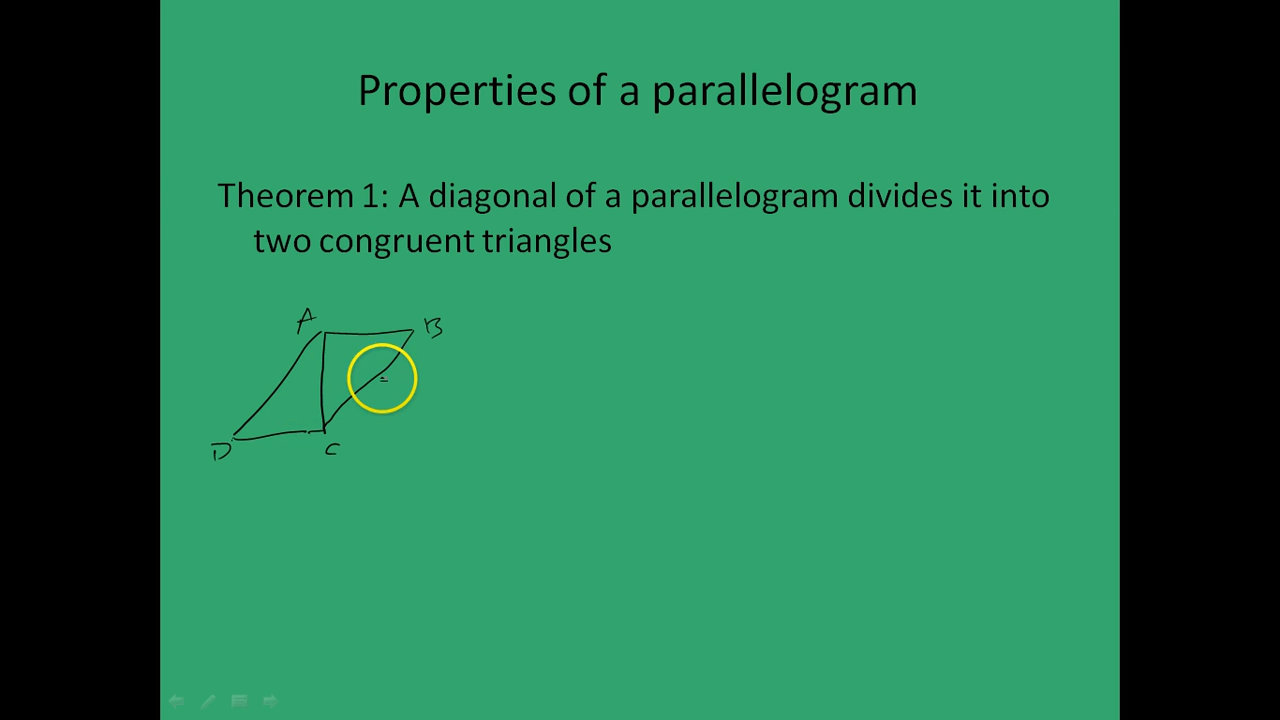 Properties of a parallelogram
Theorem 1: A diagonal of a parallelogram divides it into
two congruent triangles
A
B
D
C